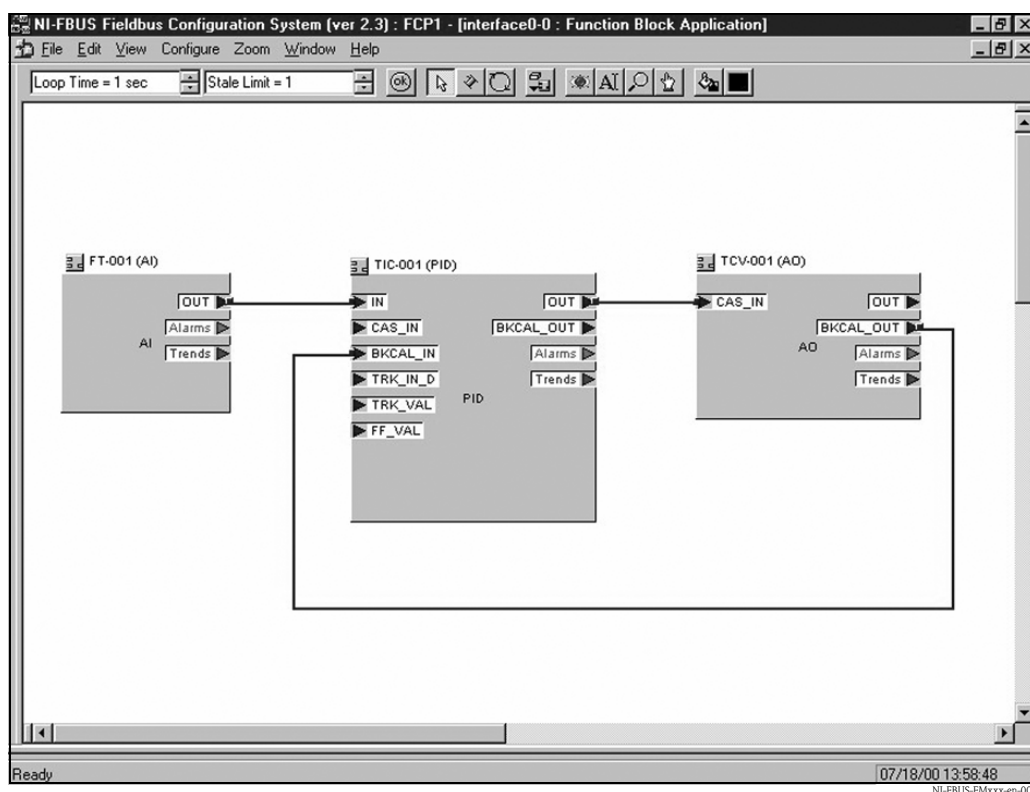 NI-FBUS Fieldbus Configuration System (ver 2.3) : FCP1 - [interface0-0 : Function Block Application]
File Edit View Configure Zoom Window Help
Loop Time = 1 sec Stale Limit = 1 OK AI
FT-001 (AI)
OUT
Alarms
AI
Trends
TIC-001 (PID)
IN OUT
CAS_IN BKCAL_OUT
BKCAL_IN Alarms
TRK_IN_D Trends
PID
TRK_VAL
FF_VAL
TCV-001 (AO)
CAS_IN OUT
BKCAL_OUT
AO
Alarms
Trends
Ready 07/18/00 13:58:48